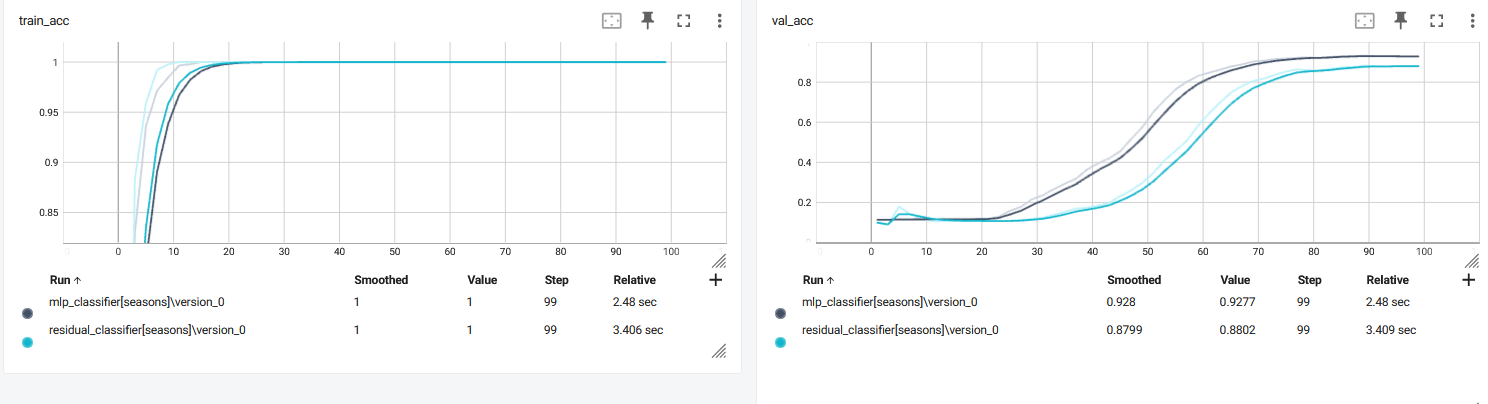 train_acc
1
0.95
0.9
0.85
0 10 20 30 40 50 60 70 80 90 100
Run Smoothed Value Step Relative
mlp_classifier[seasons]\version_0 1 1 99 2.48 sec
residual_classifier[seasons]\version_0 1 1 99 3.406 sec
val_acc
0.8
0.6
0.4
0.2
0 10 20 30 40 50 60 70 80 90 100
Run Smoothed Value Step Relative
mlp_classifier[seasons]\version_0 0.928 0.9277 99 2.48 sec
residual_classifier[seasons]\version_0 0.8799 0.8802 99 3.409 sec